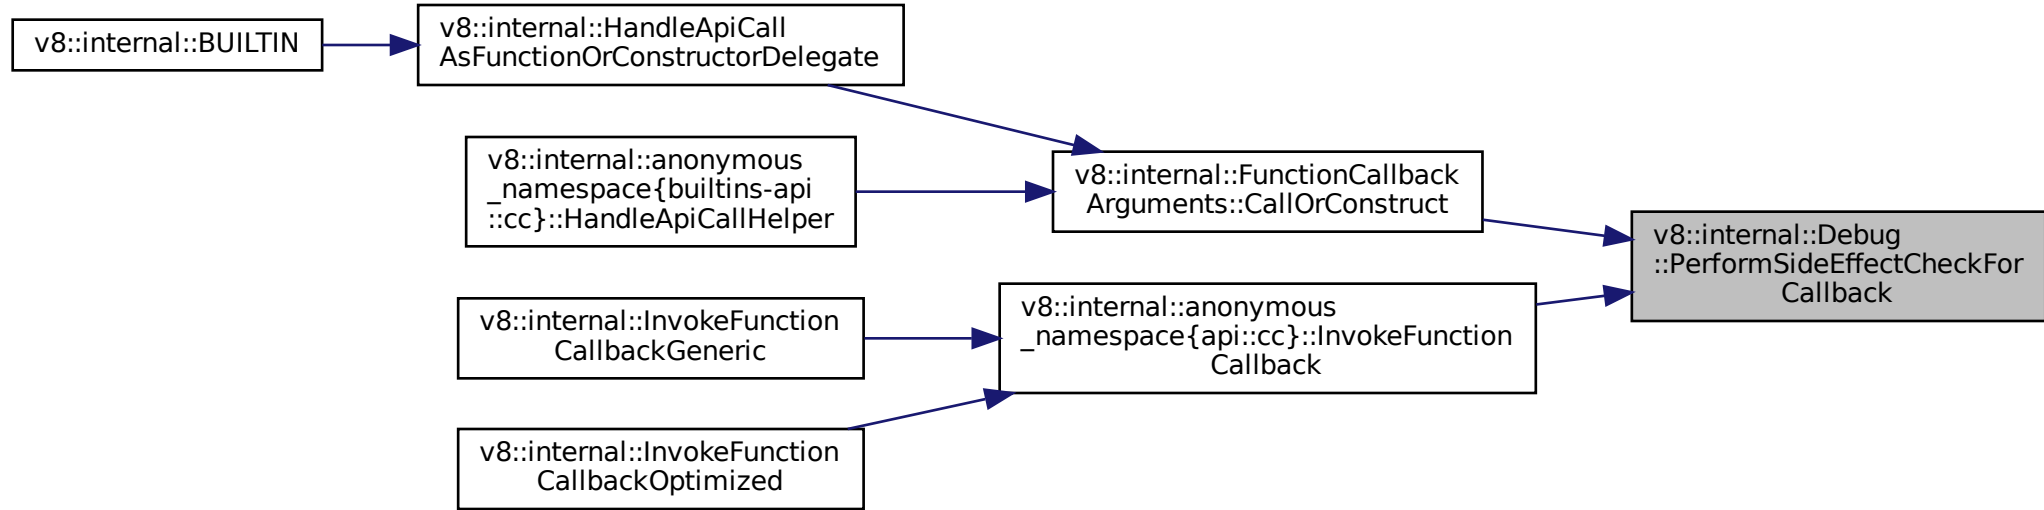 v8::internal::BUILTIN
v8::internal::HandleApiCall
AsFunctionOrConstructorDelegate
v8::internal::anonymous
_namespace{builtins-api
::cc}::HandleApiCallHelper
v8::internal::FunctionCallback
Arguments::CallOrConstruct
v8::internal::Debug
::PerformSideEffectCheckFor
Callback
v8::internal::InvokeFunction
CallbackGeneric
v8::internal::anonymous
_namespace{api::cc}::InvokeFunction
Callback
v8::internal::InvokeFunction
CallbackOptimized